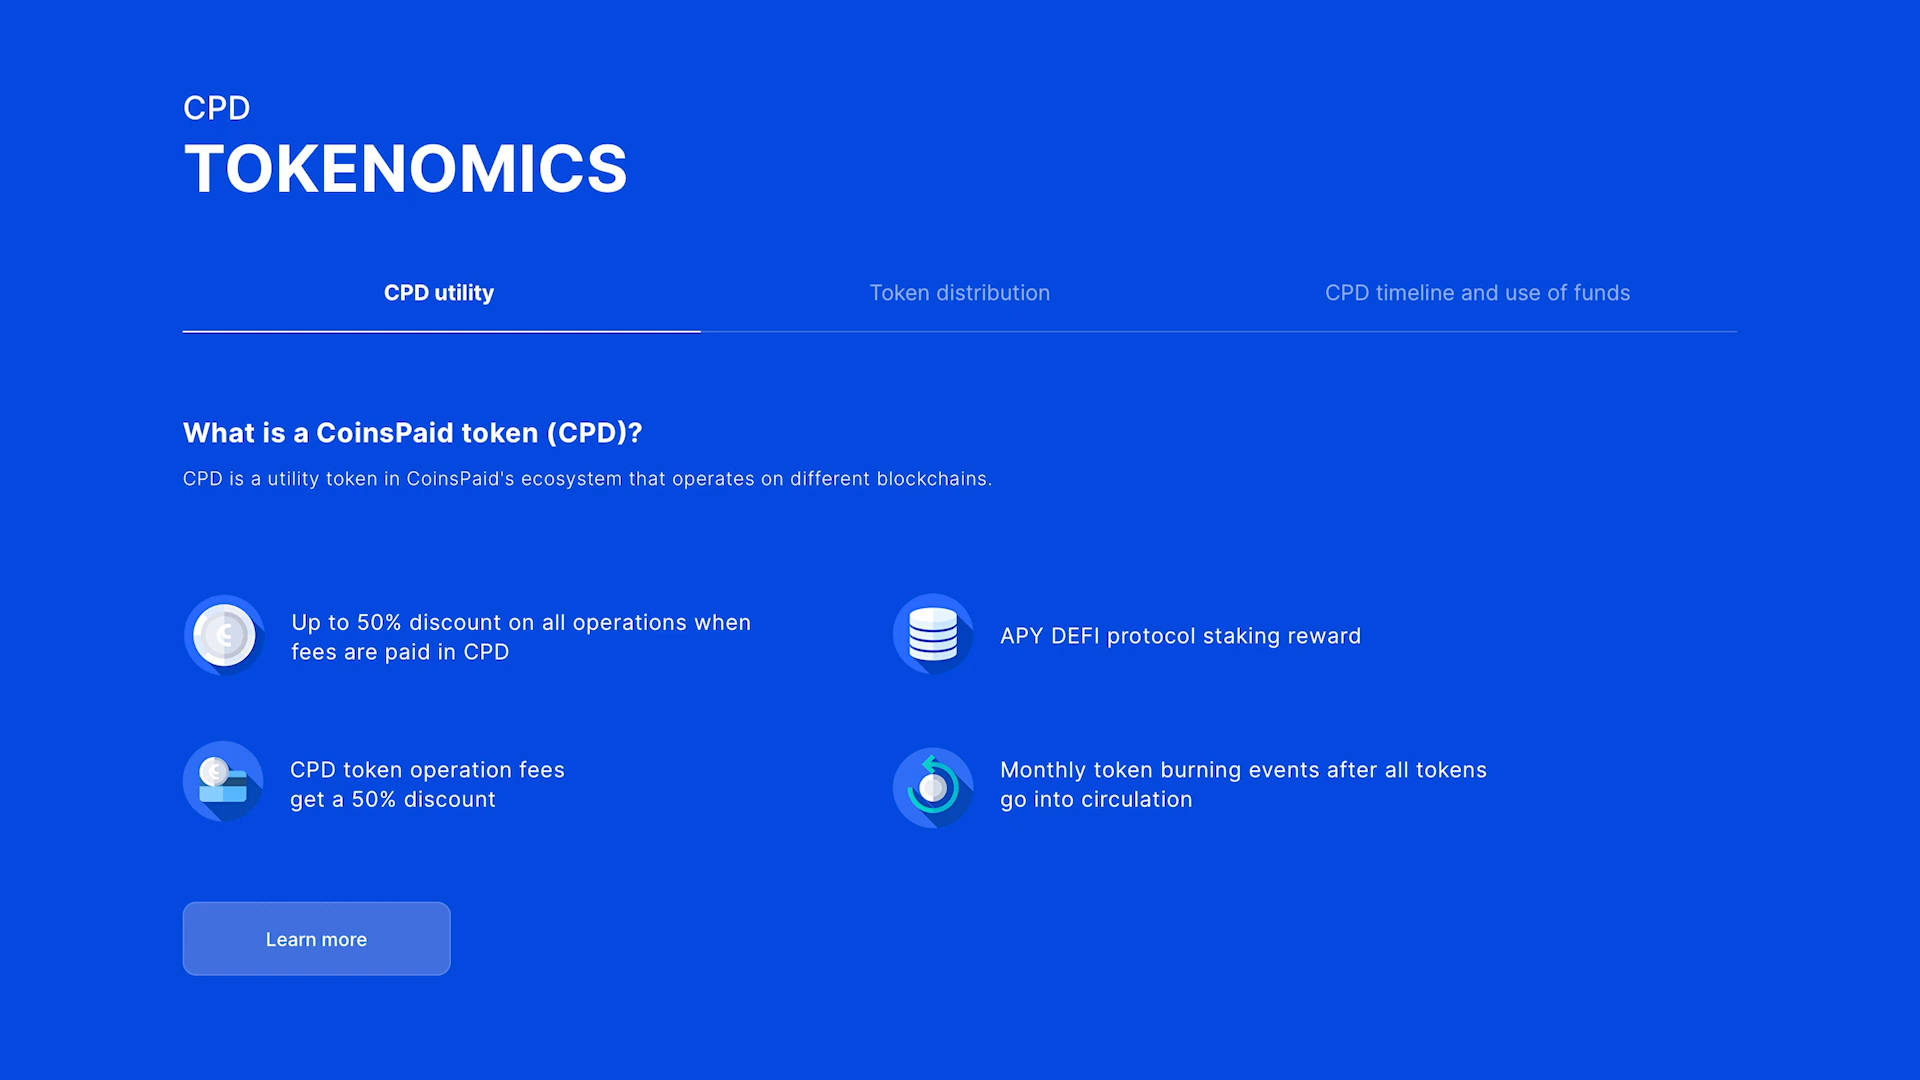 CPD
TOKENOMICS
CPD utility
Token distribution
CPD timeline and use of funds
What is a CoinsPaid token (CPD)?
CPD is a utility token in CoinsPaid's ecosystem that operates on different blockchains.
Up to 50% discount on all operations when
fees are paid in CPD
APY DEFI protocol staking reward
CPD token operation fees
get a 50% discount
Monthly token burning events after all tokens
go into circulation
Learn more